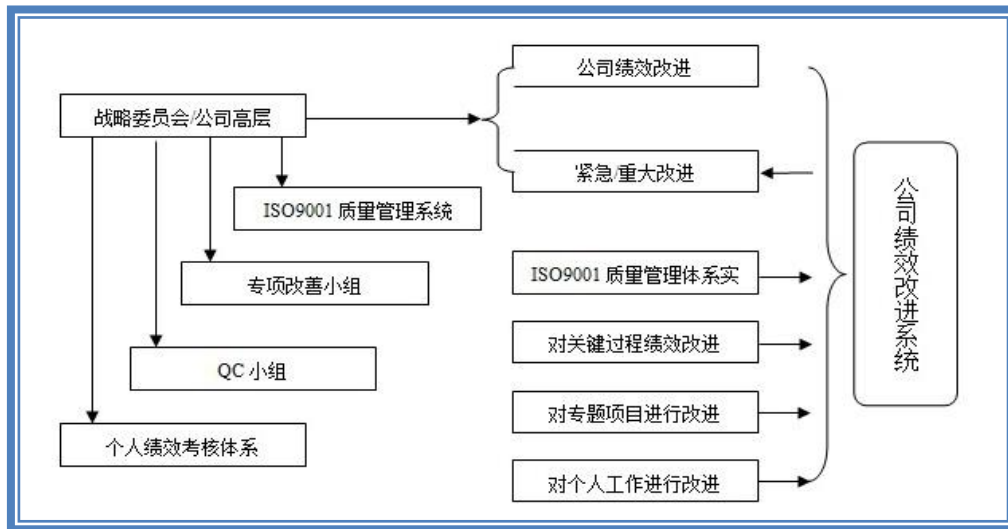 公司绩效改进
战略委员会/公司高层
紧急/重大改进
ISO9001 质量管理系统
专项改善小组
QC 小组
个人绩效考核体系
ISO9001 质量管理体系实
对关键过程绩效改进
对专题项目进行改进
对个人工作进行改进
公司绩效改进系统